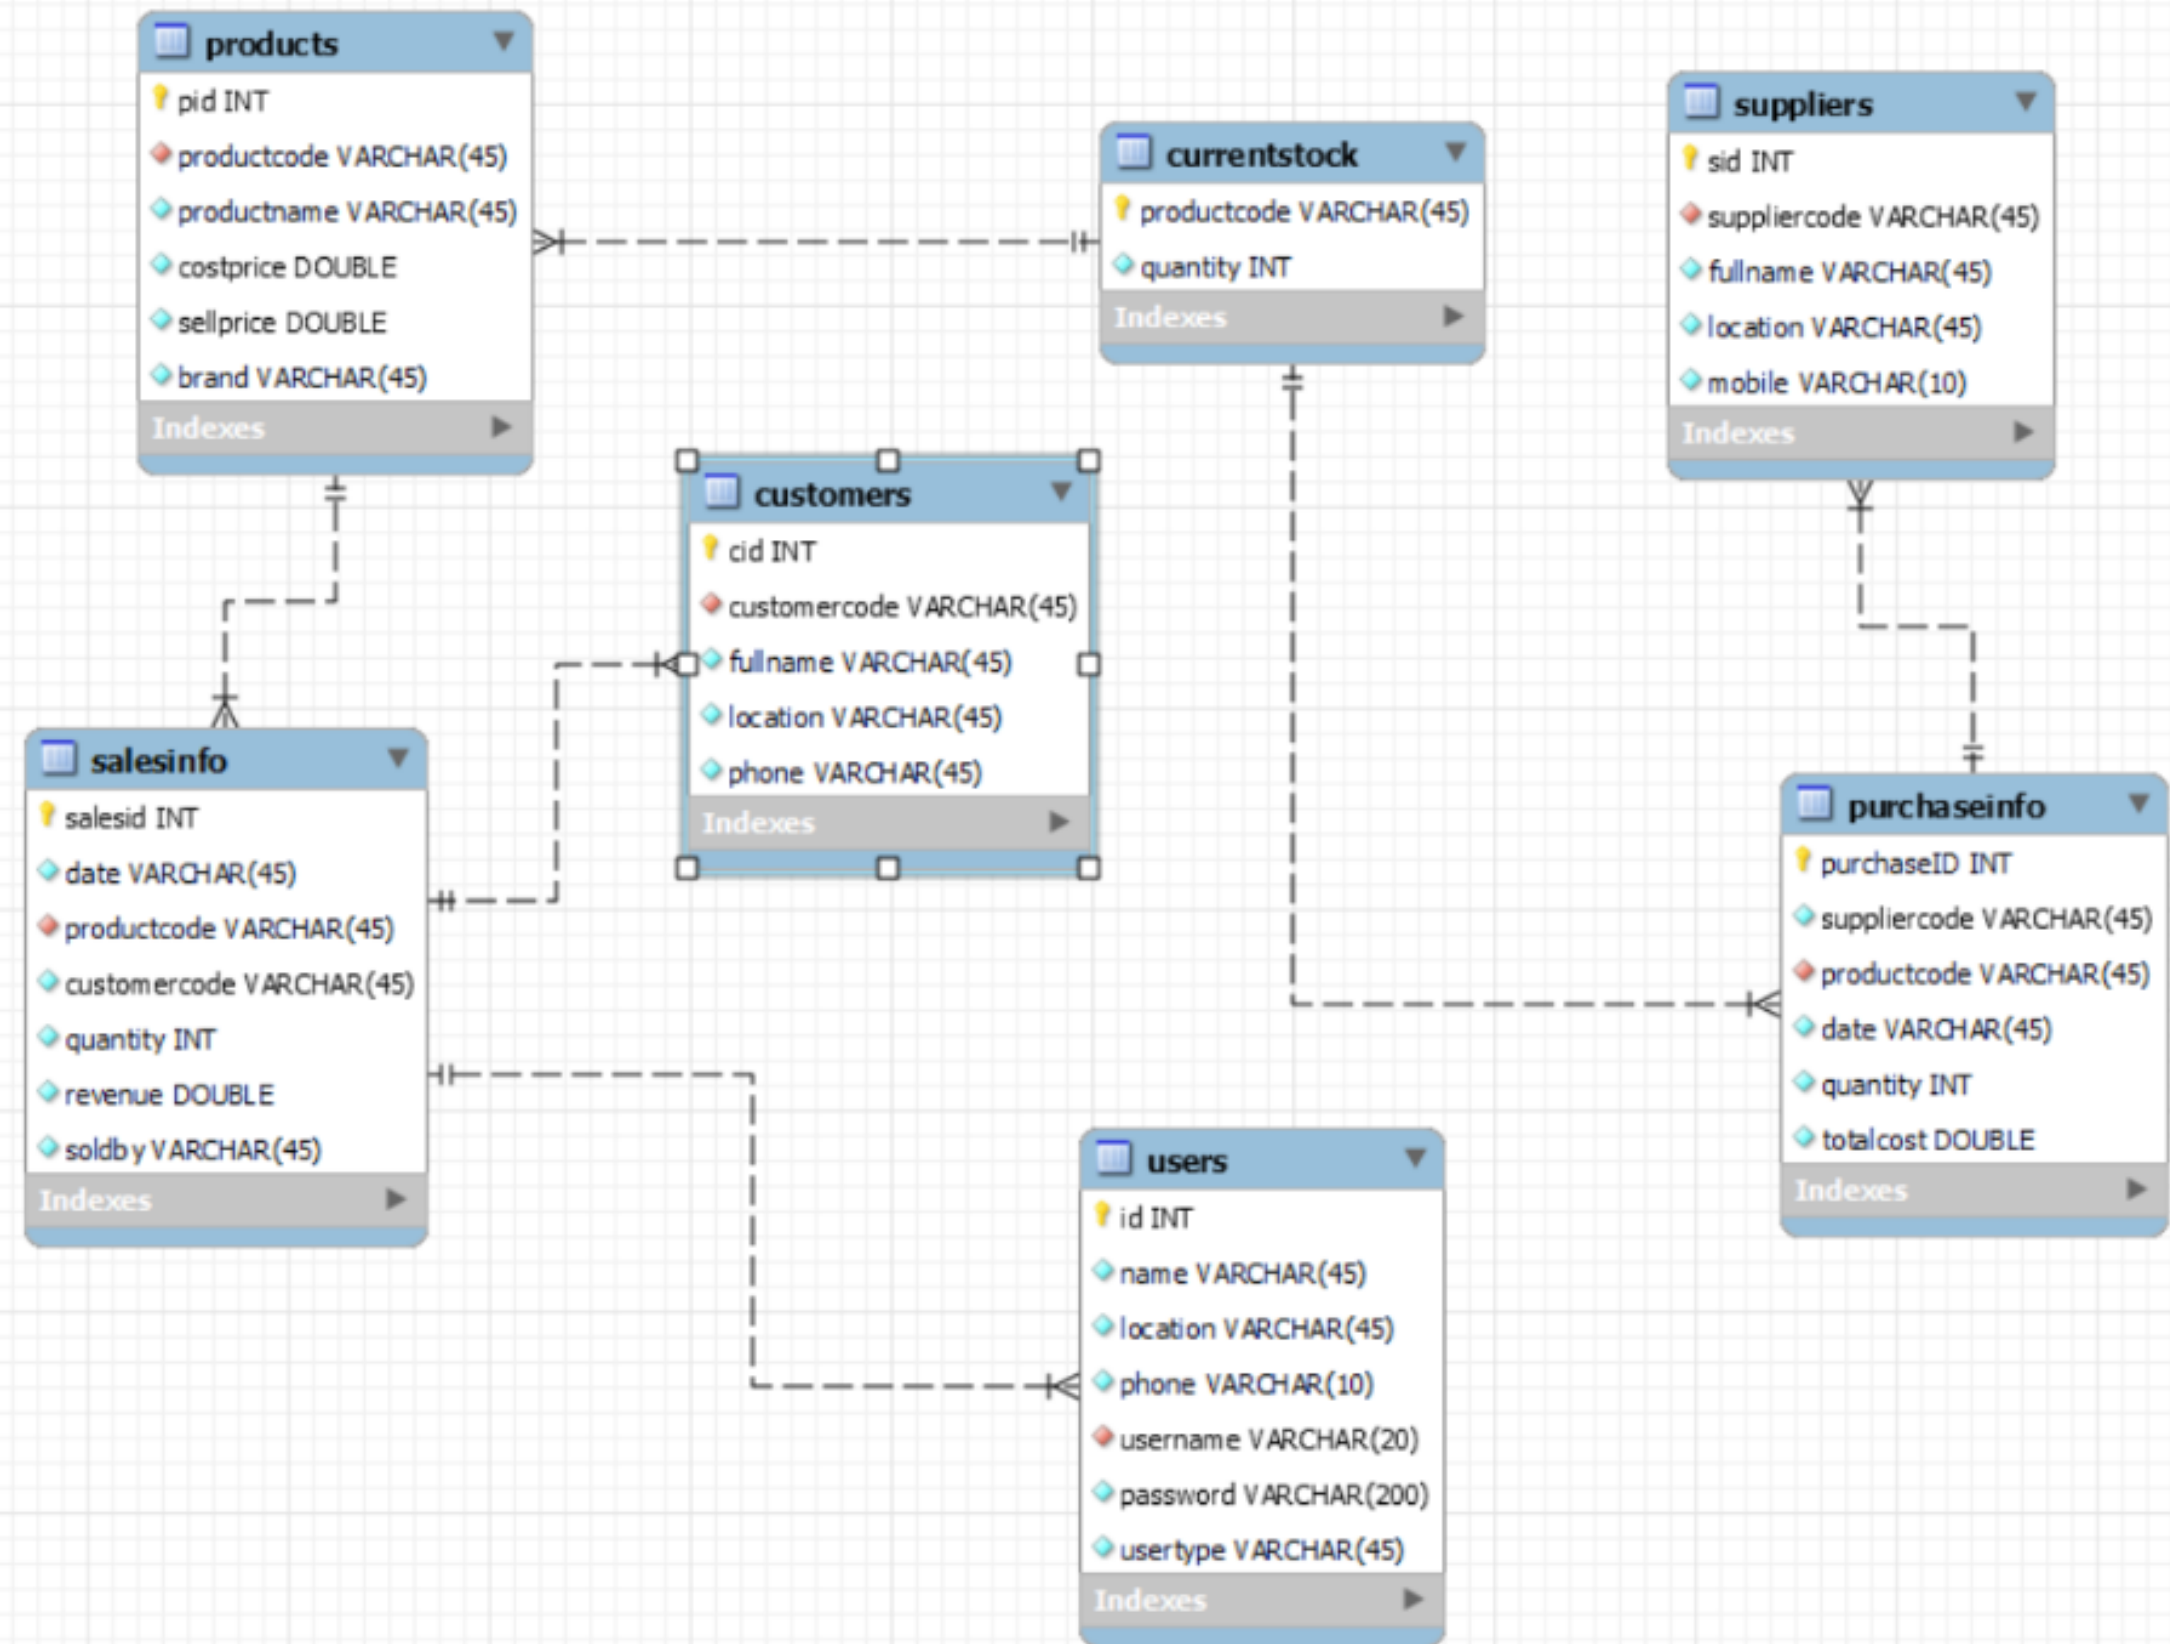 products
pid INT
productcode VARCHAR(45)
productname VARCHAR(45)
costprice DOUBLE
sellprice DOUBLE
brand VARCHAR(45)
Indexes
currentstock
productcode VARCHAR(45)
quantity INT
Indexes
suppliers
sid INT
suppliercode VARCHAR(45)
fullname VARCHAR(45)
location VARCHAR(45)
mobile VARCHAR(10)
Indexes
customers
cid INT
customercode VARCHAR(45)
fullname VARCHAR(45)
location VARCHAR(45)
phone VARCHAR(45)
Indexes
salesinfo
salesid INT
date VARCHAR(45)
productcode VARCHAR(45)
customercode VARCHAR(45)
quantity INT
revenue DOUBLE
soldby VARCHAR(45)
Indexes
purchaseinfo
purchaseID INT
suppliercode VARCHAR(45)
productcode VARCHAR(45)
date VARCHAR(45)
quantity INT
totalcost DOUBLE
Indexes
users
id INT
name VARCHAR(45)
location VARCHAR(45)
phone VARCHAR(10)
username VARCHAR(20)
password VARCHAR(200)
usertype VARCHAR(45)
Indexes